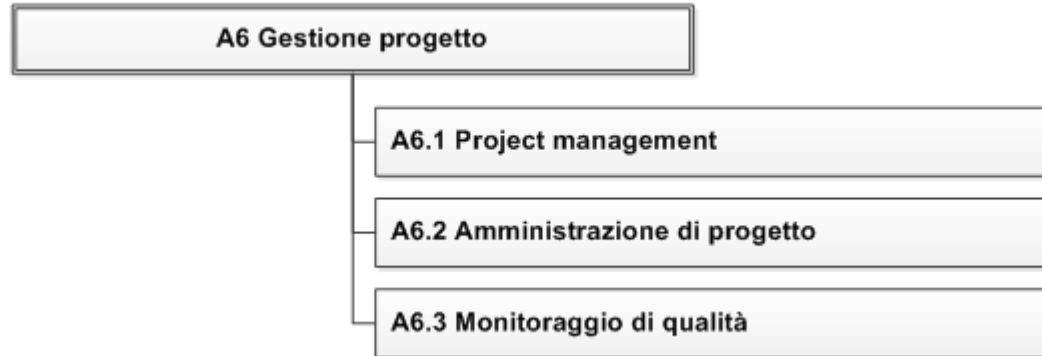 A6 Gestione progetto
A6.1 Project management
A6.2 Amministrazione di progetto
A6.3 Monitoraggio di qualità